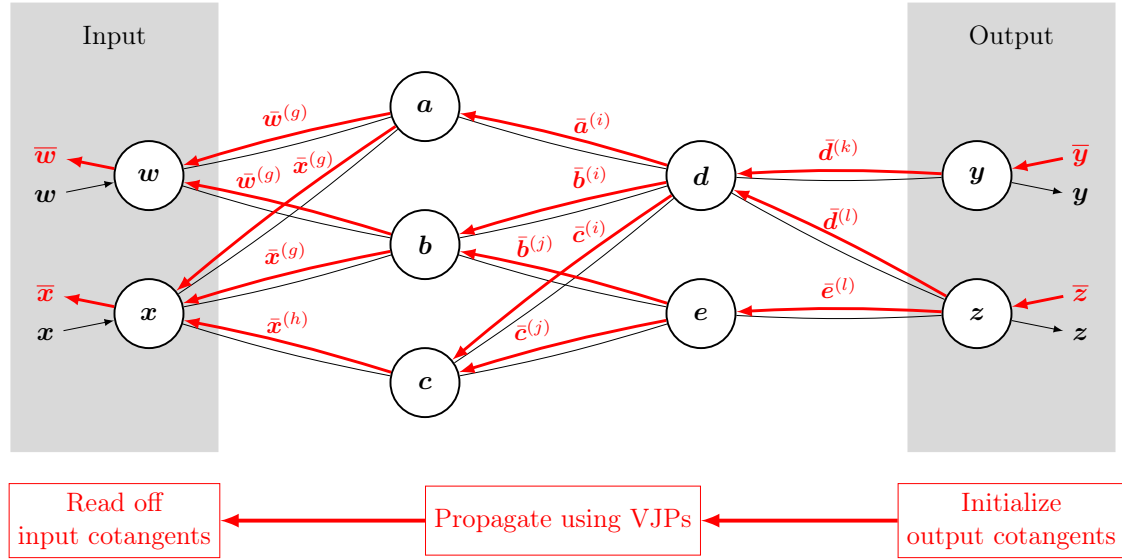 Input
Output
w̄⁽ᵍ⁾
a
ā⁽ⁱ⁾
d̄⁽ᵏ⁾
w̅
w
w
x̄⁽ᵍ⁾
w̄⁽ᵍ⁾
b̄⁽ⁱ⁾
d
y
y̅
y
d̄⁽ˡ⁾
x̄⁽ᵍ⁾
b
b̄⁽ʲ⁾
c̄⁽ⁱ⁾
ē⁽ˡ⁾
x̅
x
x
x̄⁽ʰ⁾
c̄⁽ʲ⁾
e
z
z̅
z
c
Read off
input cotangents
Propagate using VJPs
Initialize
output cotangents